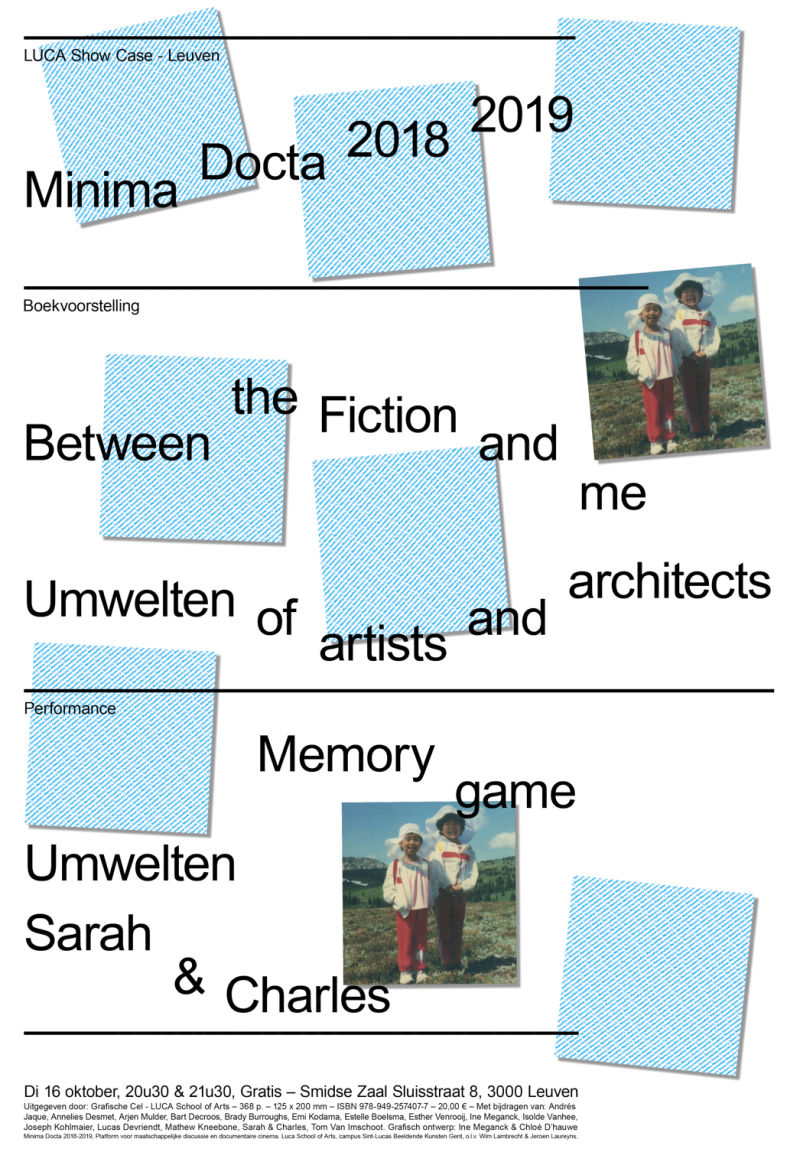 LUCA Show Case - Leuven
Minima Docta 2018 2019
Boekvoorstelling
Between the Fiction and me
Umwelten of artists and architects
Performance
Memory game
Umwelten
Sarah & Charles
Di 16 oktober, 20u30 & 21u30, Gratis – Smidse Zaal Sluisstraat 8, 3000 Leuven
Uitgegeven door: Grafische Cel - LUCA School of Arts – 368 p. – 125 x 200 mm – ISBN 978-949-257407-7 – 20,00 € – Met bijdragen van: Andrés
Jaque, Annelies Desmet, Arjen Mulder, Bart Decroos, Brady Burroughs, Emi Kodama, Estelle Boelsma, Esther Venrooij, Ine Meganck, Isolde Vanhee,
Joseph Kohlmaier, Lucas Devriendt, Mathew Kneebone, Sarah & Charles, Tom Van Imschoot. Grafisch ontwerp: Ine Meganck & Chloé D'hauwe
Minima Docta 2018-2019, Platform voor maatschappelijke discussie en documentaire cinema. Luca School of Arts, campus Sint-Lucas Beeldende Kunsten Gent, o.l.v. Wim Lambrecht & Jeroen Laureyns.